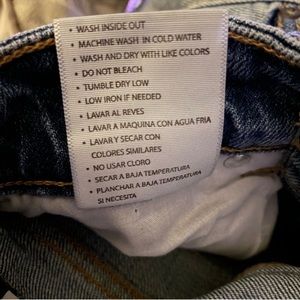 • WASH INSIDE OUT
• MACHINE WASH IN COLD WATER
• WASH AND DRY WITH LIKE COLORS
• DO NOT BLEACH
• TUMBLE DRY LOW
• LOW IRON IF NEEDED
• LAVAR AL REVES
• LAVAR A MAQUINA CON AGUA FRIA
• LAVAR Y SECAR CON
COLORES SIMILARES
• NO USAR CLORO
• SECAR A BAJA TEMPERATURA
• PLANCHAR A BAJA TEMPERATURA
SI NECESITA